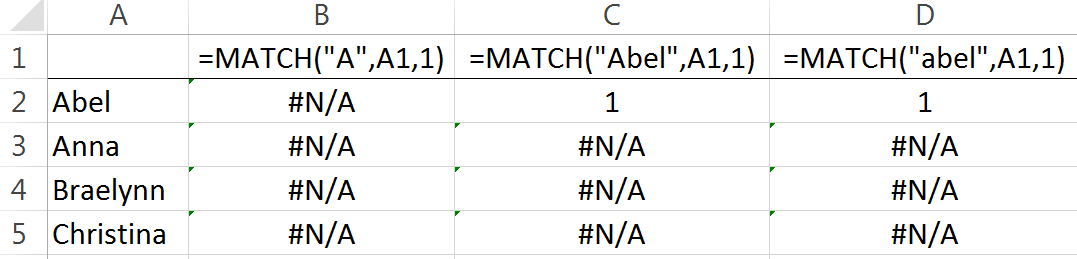 A B C D
1 =MATCH("A",A1,1) =MATCH("Abel",A1,1) =MATCH("abel",A1,1)
2 Abel #N/A 1 1
3 Anna #N/A #N/A #N/A
4 Braelynn #N/A #N/A #N/A
5 Christina #N/A #N/A #N/A